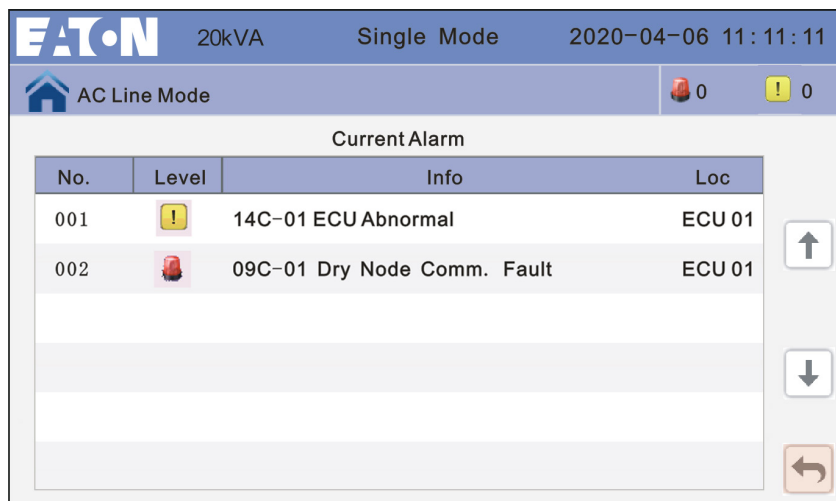 EATON 20kVA Single Mode 2020-04-06 11:11:11
AC Line Mode 0 ! 0
Current Alarm
No. Level Info Loc
001 ! 14C-01 ECU Abnormal ECU 01
002 09C-01 Dry Node Comm. Fault ECU 01